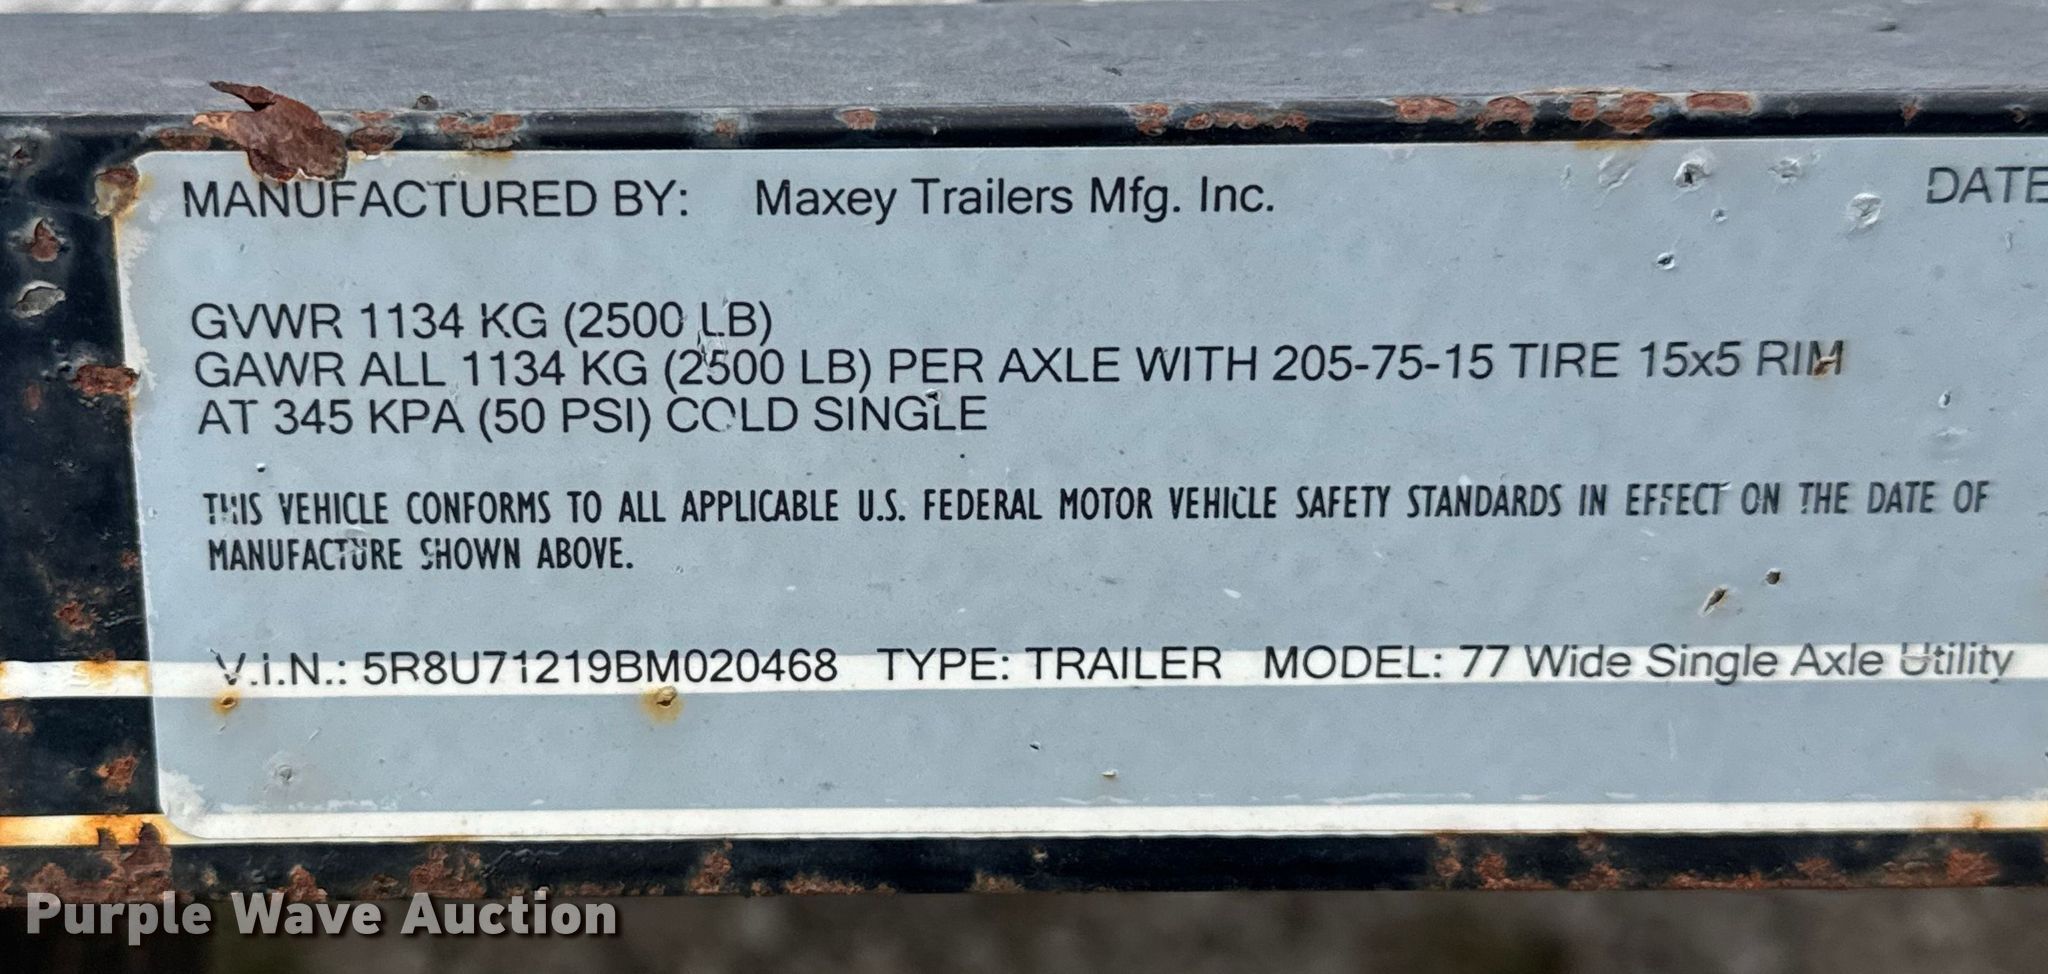 MANUFACTURED BY: Maxey Trailers Mfg. Inc. DATE
GVWR 1134 KG (2500 LB)
GAWR ALL 1134 KG (2500 LB) PER AXLE WITH 205-75-15 TIRE 15x5 RIM
AT 345 KPA (50 PSI) COLD SINGLE
THIS VEHICLE CONFORMS TO ALL APPLICABLE U.S. FEDERAL MOTOR VEHICLE SAFETY STANDARDS IN EFFECT ON THE DATE OF
MANUFACTURE SHOWN ABOVE.
V.I.N.: 5R8U71219BM020468 TYPE: TRAILER MODEL: 77 Wide Single Axle Utility
Purple Wave Auction